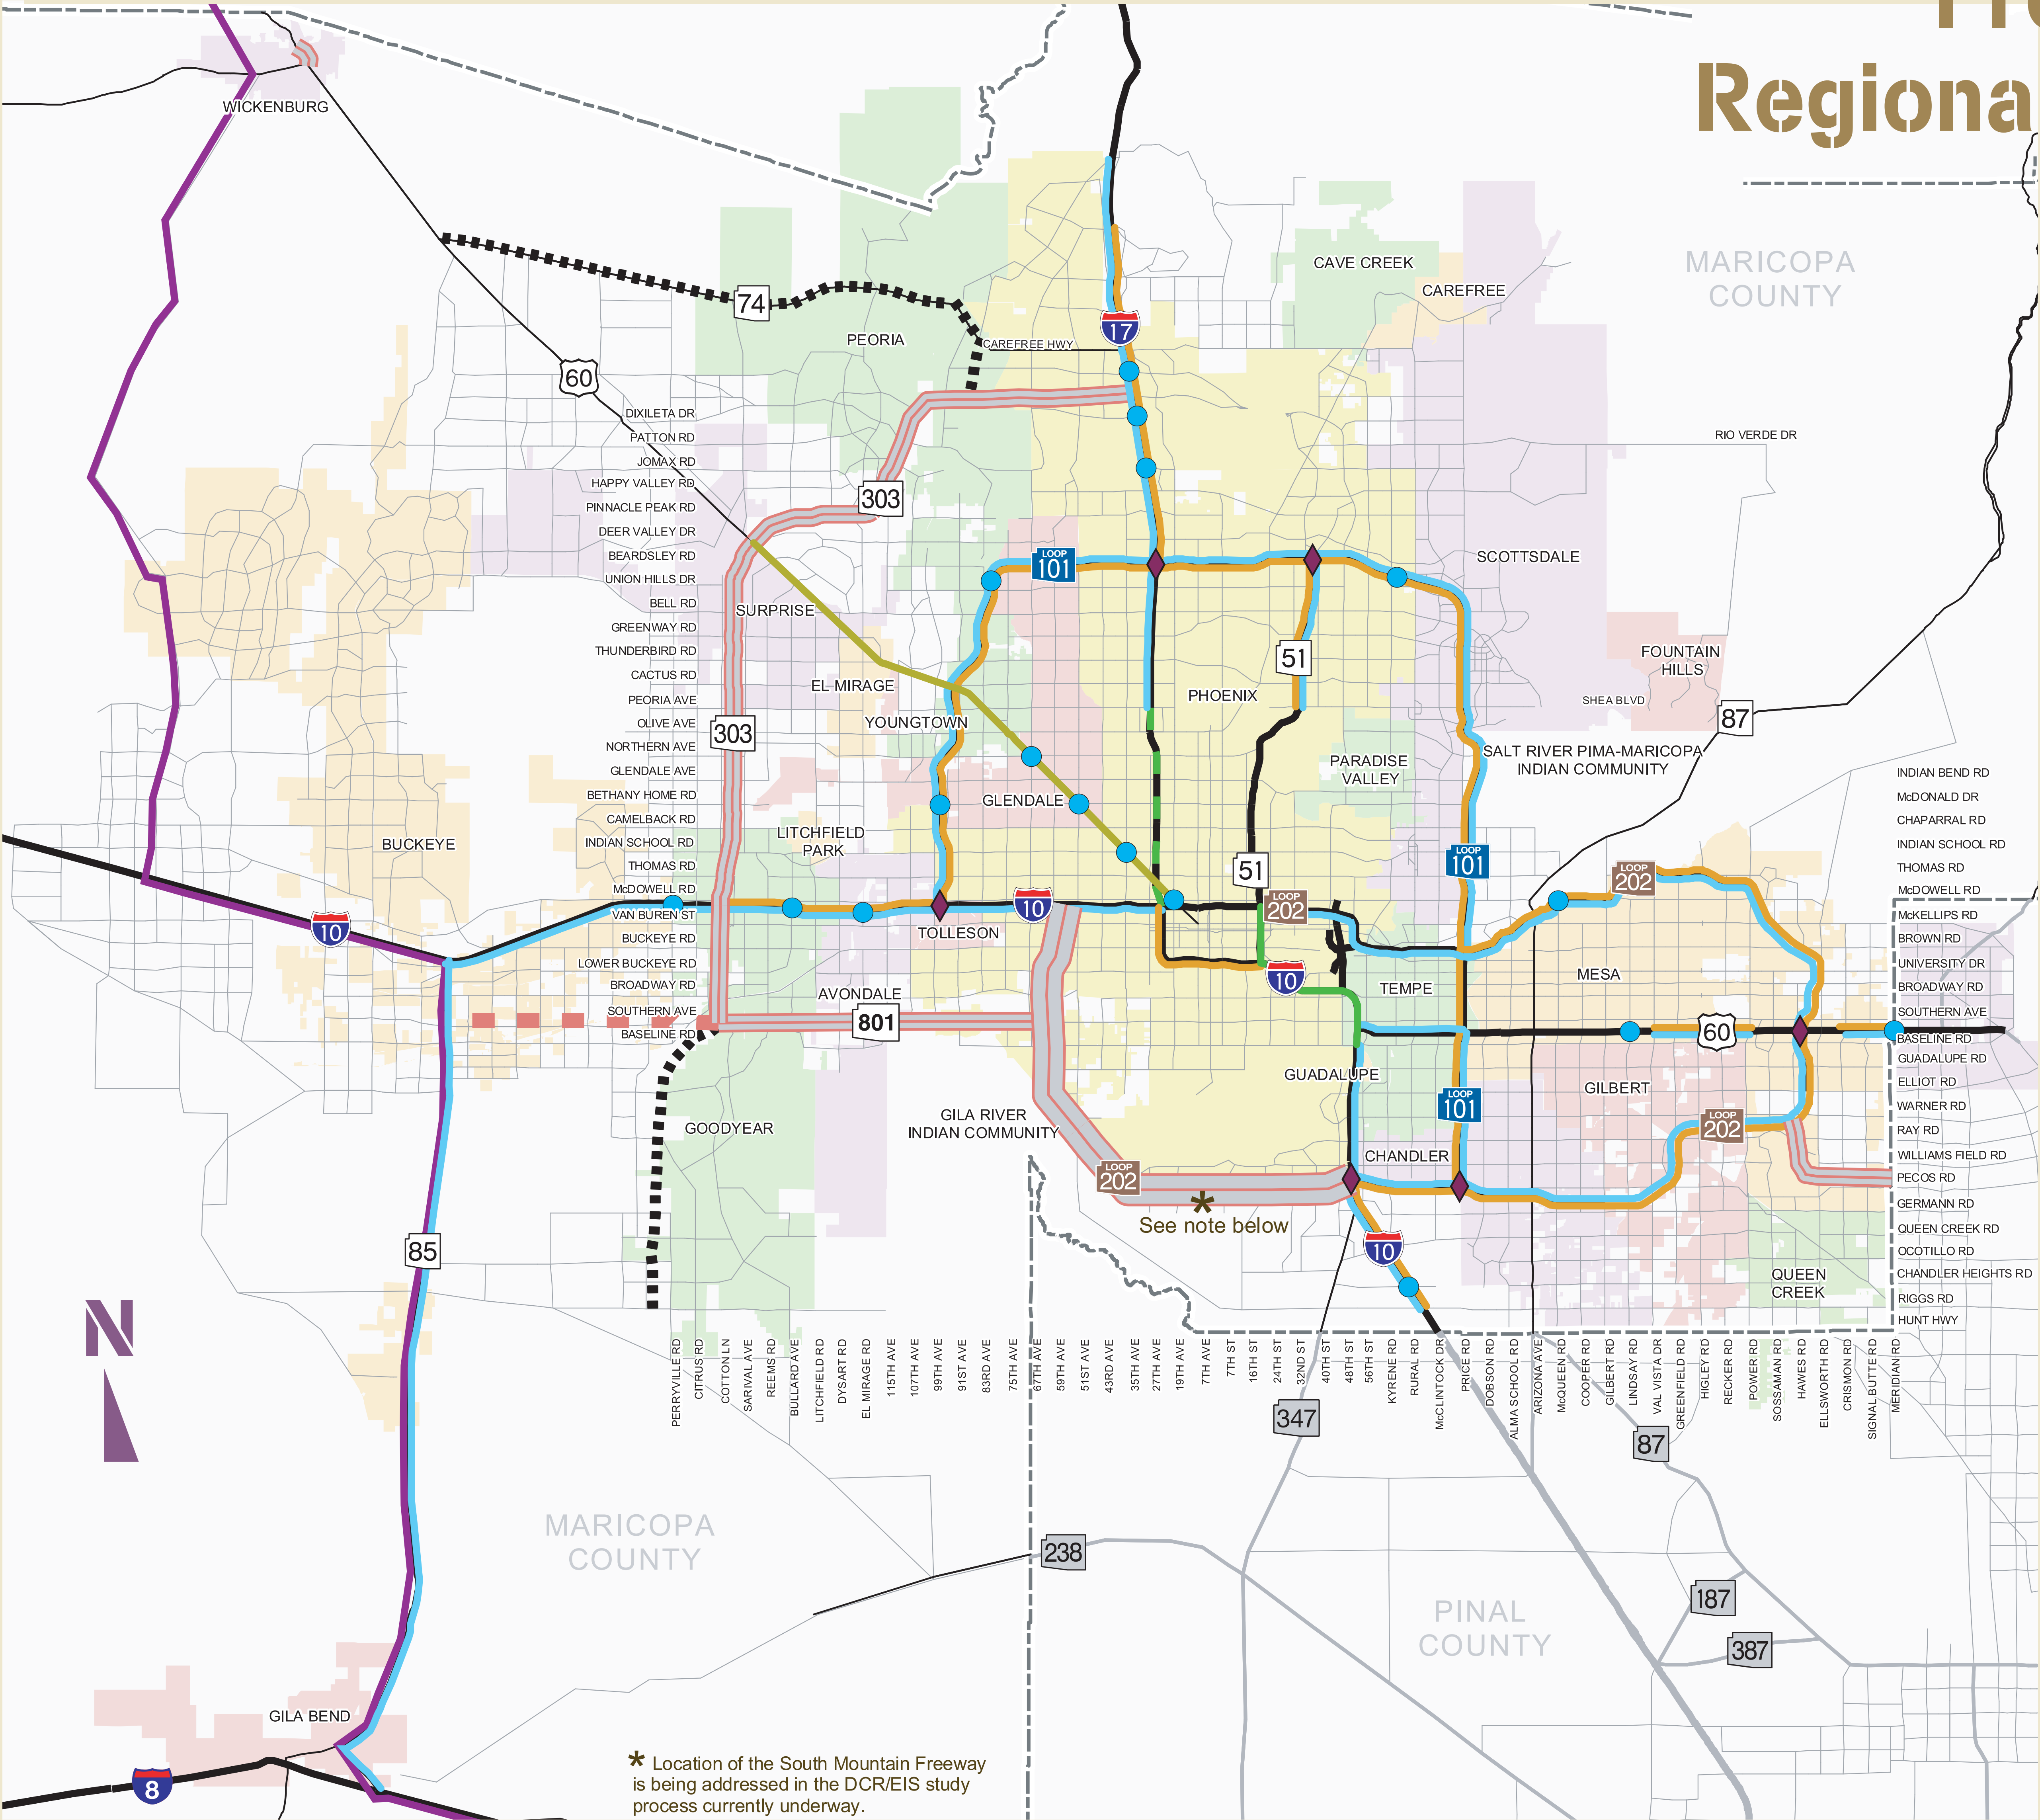 Regiona
WICKENBURG
MARICOPA
COUNTY
CAVE CREEK
CAREFREE
74
17
PEORIA
CAREFREE HWY
60
DIXILETA DR
PATTON RD
JOMAX RD
HAPPY VALLEY RD
PINNACLE PEAK RD
DEER VALLEY DR
BEARDSLEY RD
UNION HILLS DR
BELL RD
GREENWAY RD
THUNDERBIRD RD
CACTUS RD
PEORIA AVE
OLIVE AVE
NORTHERN AVE
GLENDALE AVE
BETHANY HOME RD
CAMELBACK RD
INDIAN SCHOOL RD
THOMAS RD
McDOWELL RD
VAN BUREN ST
BUCKEYE RD
LOWER BUCKEYE RD
BROADWAY RD
SOUTHERN AVE
BASELINE RD
RIO VERDE DR
303
LOOP
101
SCOTTSDALE
SURPRISE
51
FOUNTAIN
HILLS
EL MIRAGE
PHOENIX
SHEA BLVD
YOUNGTOWN
303
87
SALT RIVER PIMA-MARICOPA
INDIAN COMMUNITY
PARADISE
VALLEY
GLENDALE
LITCHFIELD
PARK
BUCKEYE
51
LOOP
101
LOOP
202
INDIAN BEND RD
McDONALD DR
CHAPARRAL RD
INDIAN SCHOOL RD
THOMAS RD
McDOWELL RD
McKELLIPS RD
BROWN RD
UNIVERSITY DR
BROADWAY RD
SOUTHERN AVE
BASELINE RD
GUADALUPE RD
ELLIOT RD
WARNER RD
RAY RD
WILLIAMS FIELD RD
PECOS RD
GERMANN RD
QUEEN CREEK RD
OCOTILLO RD
CHANDLER HEIGHTS RD
RIGGS RD
HUNT HWY
10
10
LOOP
202
TOLLESON
10
MESA
TEMPE
AVONDALE
801
60
GUADALUPE
GILBERT
LOOP
101
GILA RIVER
INDIAN COMMUNITY
GOODYEAR
LOOP
202
CHANDLER
LOOP
202
*
See note below
10
85
QUEEN
CREEK
N
PERRYVILLE RD
CITRUS RD
COTTON LN
SARIVAL AVE
REEMS RD
BULLARD AVE
LITCHFIELD RD
DYSART RD
EL MIRAGE RD
115TH AVE
107TH AVE
99TH AVE
91ST AVE
83RD AVE
75TH AVE
67TH AVE
59TH AVE
51ST AVE
43RD AVE
35TH AVE
27TH AVE
19TH AVE
7TH AVE
7TH ST
16TH ST
24TH ST
32ND ST
40TH ST
48TH ST
56TH ST
KYRENE RD
RURAL RD
McCLINTOCK DR
PRICE RD
DOBSON RD
ALMA SCHOOL RD
ARIZONA AVE
McQUEEN RD
COOPER RD
GILBERT RD
LINDSAY RD
VAL VISTA DR
GREENFIELD RD
HIGLEY RD
RECKER RD
POWER RD
SOSSAMAN RD
HAWES RD
ELLSWORTH RD
CRISMON RD
SIGNAL BUTTE RD
MERIDIAN RD
347
87
MARICOPA
COUNTY
238
187
PINAL
COUNTY
387
GILA BEND
8
* Location of the South Mountain Freeway
is being addressed in the DCR/EIS study
process currently underway.